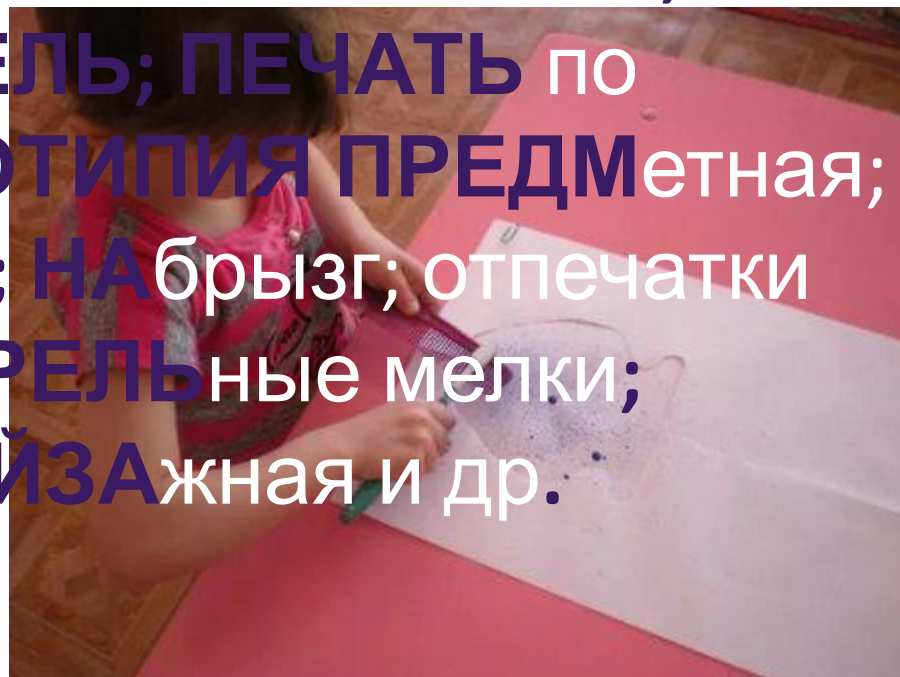 ЕЛЬ; ПЕЧАТЬ по
ОТИПИЯ ПРЕДМетная;
; НАбрызг; отпечатки
РЕЛЬные мелки;
ЙЗАжная и др.